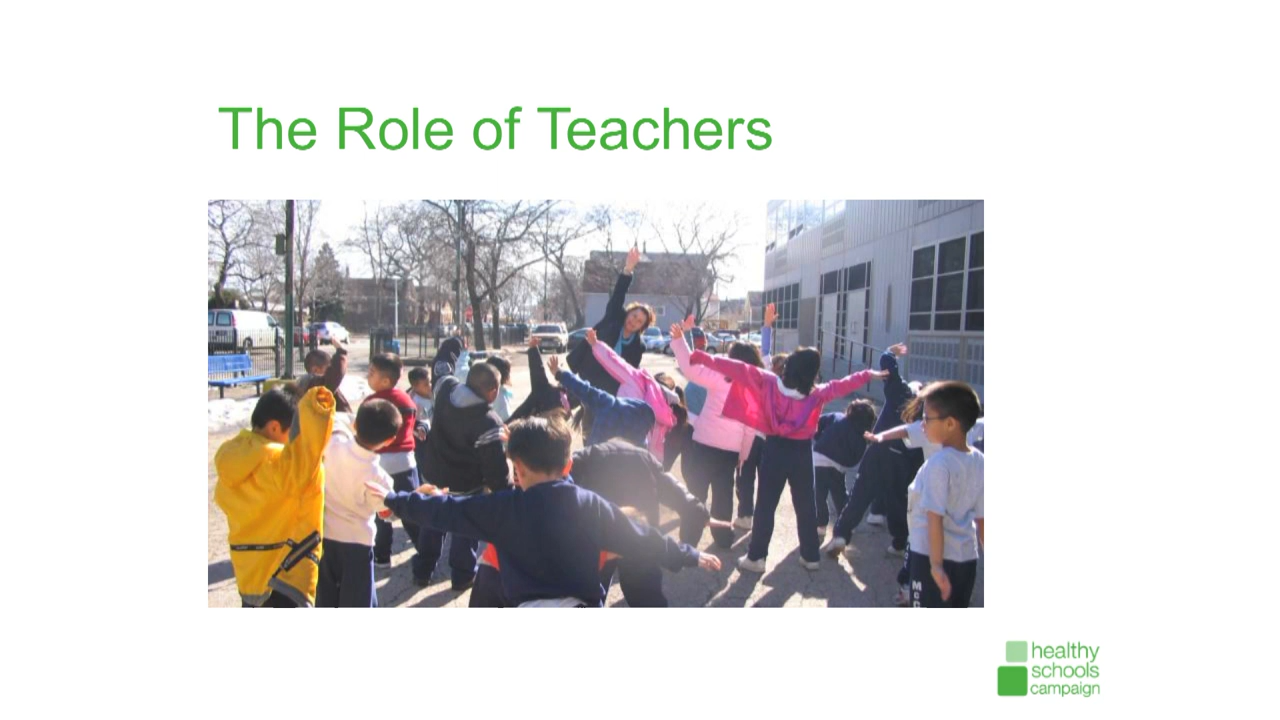 The Role of Teachers
healthy
schools
campaign